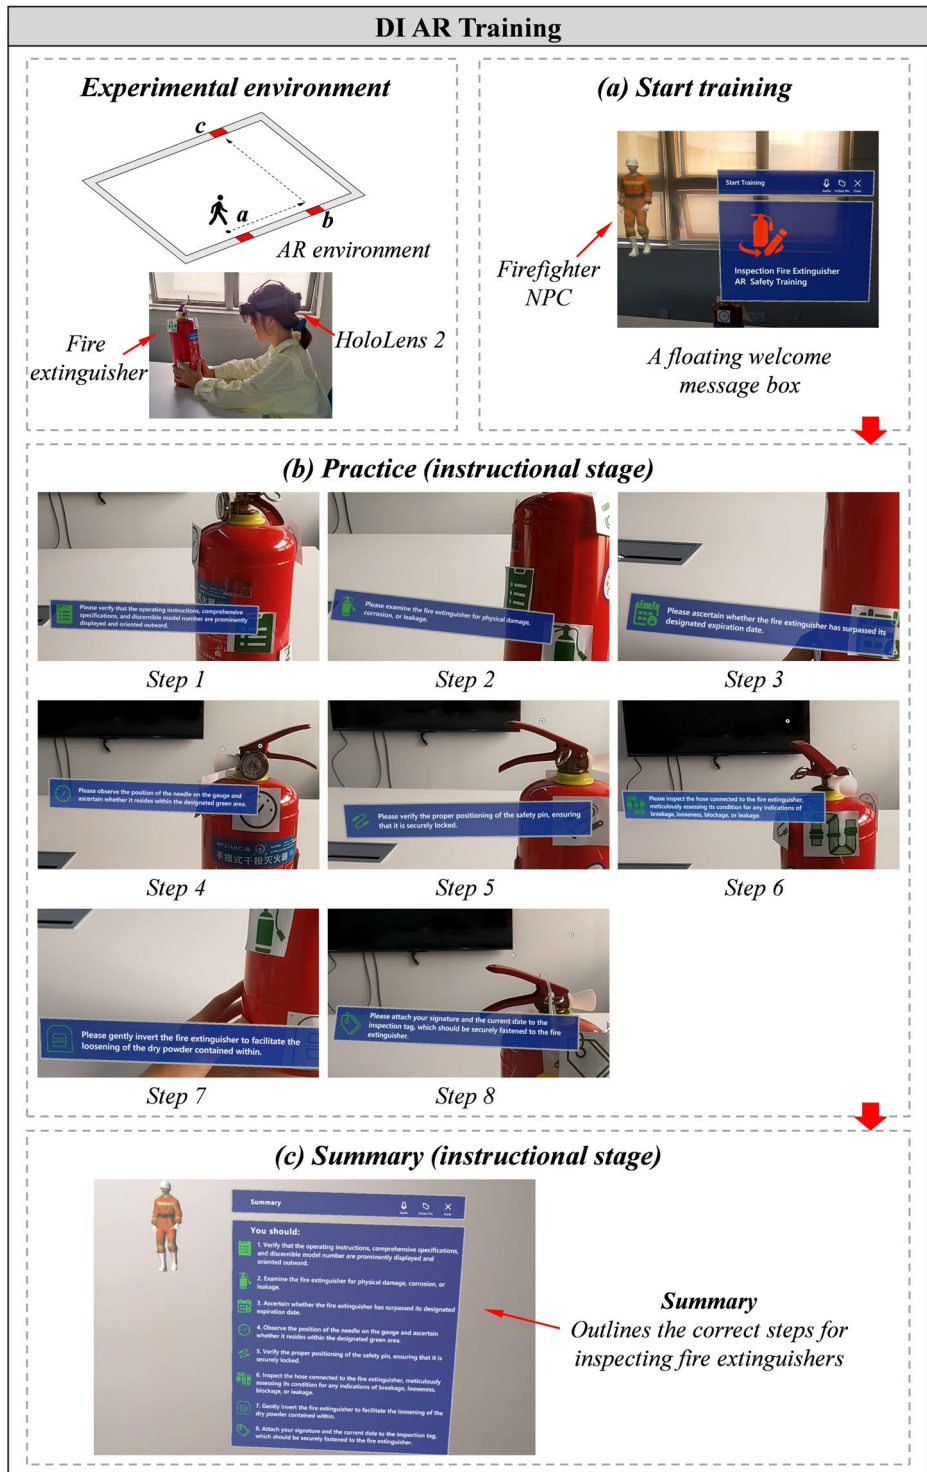 DI AR Training
Experimental environment
c
a
b
AR environment
Fire
extinguisher
HoloLens 2
(a) Start training
Start Training
Audio
Follow Me
Close
Inspection Fire Extinguisher
AR Safety Training
Firefighter
NPC
A floating welcome
message box
(b) Practice (instructional stage)
Please verify that the operating instructions, comprehensive
specifications, and discernible model number are prominently
displayed and oriented outward.
Step 1
Please examine the fire extinguisher for physical damage,
corrosion, or leakage.
Step 2
Please ascertain whether the fire extinguisher has surpassed its
designated expiration date.
Step 3
Please observe the position of the needle on the gauge and
ascertain whether it resides within the designated green area.
手提式干粉灭火器
Step 4
Please verify the proper positioning of the safety pin, ensuring
that it is securely locked.
Step 5
Please inspect the hose connected to the fire extinguisher,
meticulously assessing its condition for any indications of
breakage, looseness, blockage, or leakage.
Step 6
Please gently invert the fire extinguisher to facilitate the
loosening of the dry powder contained within.
Step 7
Please attach your signature and the current date to the
inspection tag, which should be securely fastened to the fire
extinguisher.
Step 8
(c) Summary (instructional stage)
Summary
Audio
Follow Me
Close
You should:
1. Verify that the operating instructions, comprehensive specifications,
and discernible model number are prominently displayed and
oriented outward.
2. Examine the fire extinguisher for physical damage, corrosion, or
leakage.
3. Ascertain whether the fire extinguisher has surpassed its designated
expiration date.
4. Observe the position of the needle on the gauge and ascertain
whether it resides within the designated green area.
5. Verify the proper positioning of the safety pin, ensuring that it is
securely locked.
6. Inspect the hose connected to the fire extinguisher, meticulously
assessing its condition for any indications of breakage, looseness,
blockage, or leakage.
7. Gently invert the fire extinguisher to facilitate the loosening of the
dry powder contained within.
8. Attach your signature and the current date to the inspection tag,
which should be securely fastened to the fire extinguisher.
Summary
Outlines the correct steps for
inspecting fire extinguishers